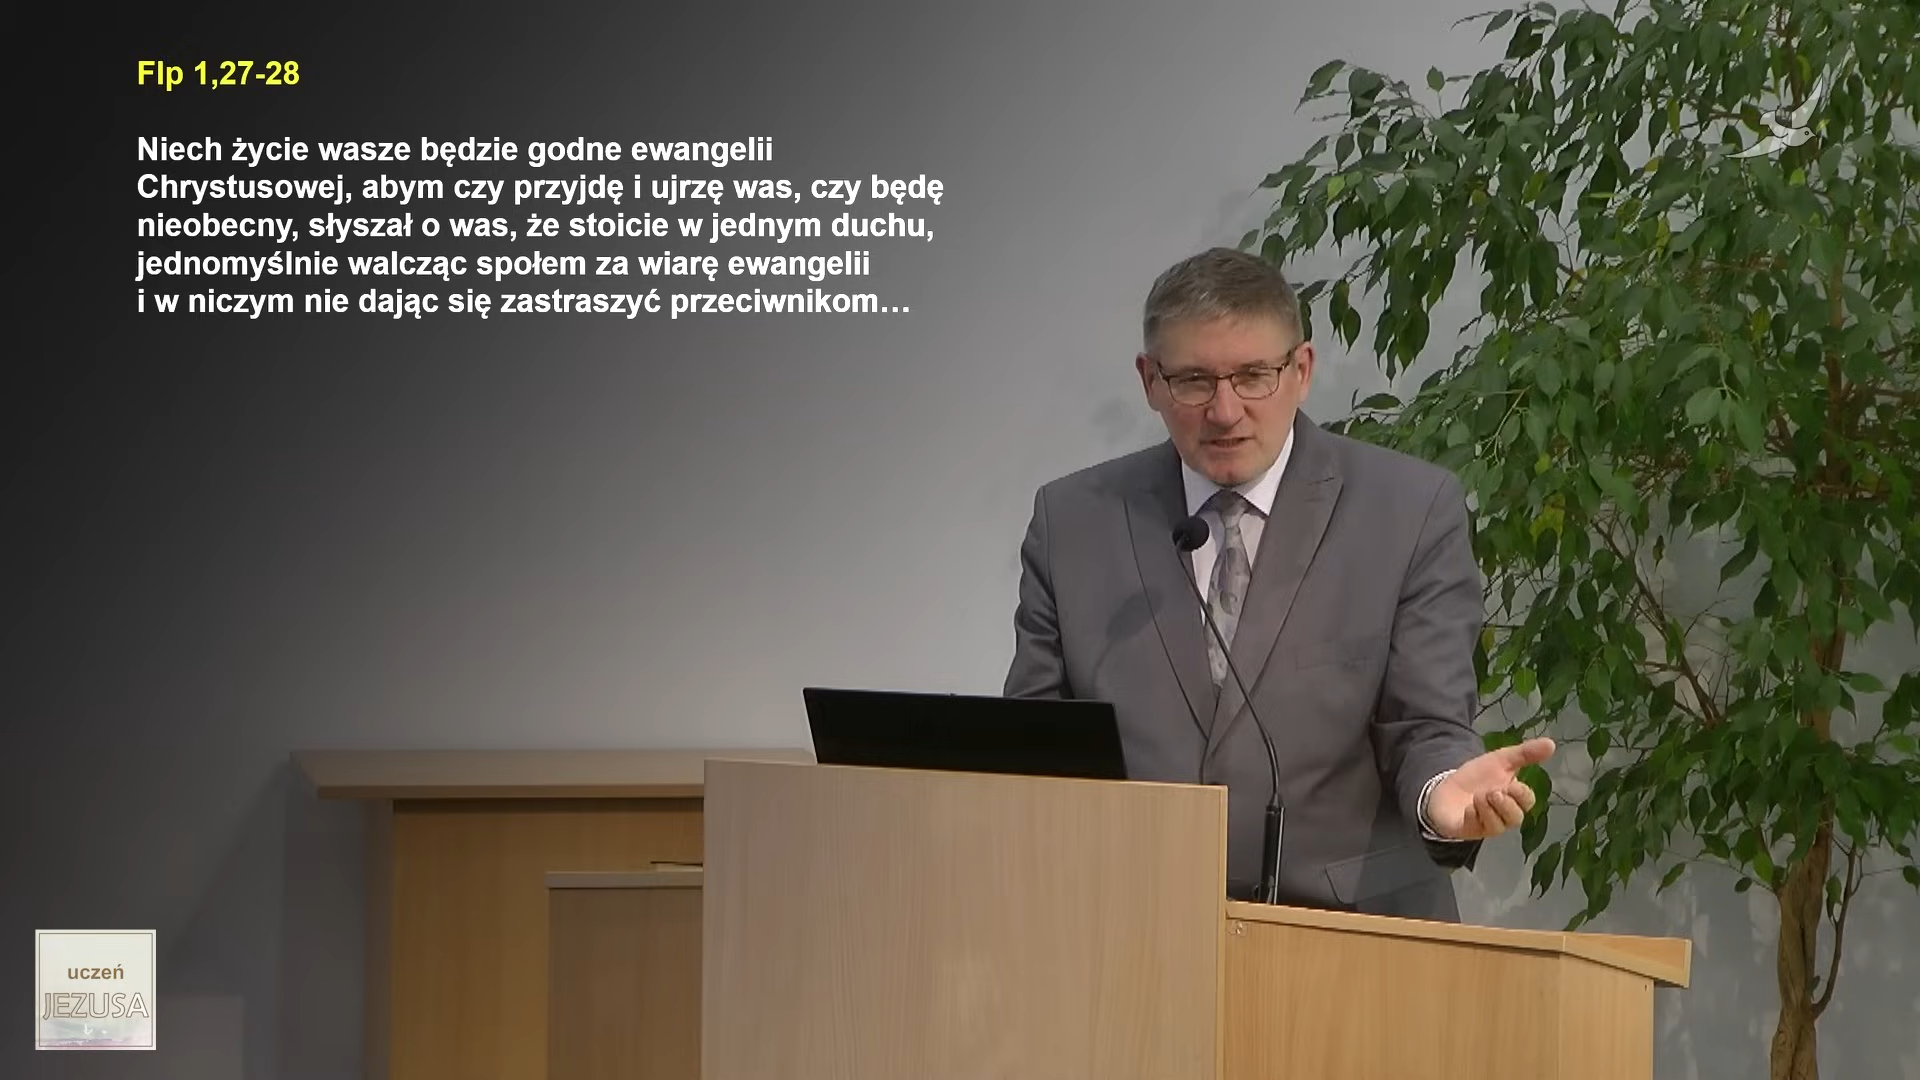 Flp 1,27-28
Niech życie wasze będzie godne ewangelii
Chrystusowej, abym czy przyjdę i ujrzę was, czy będę
nieobecny, słyszał o was, że stoicie w jednym duchu,
jednomyślnie walcząc społem za wiarę ewangelii
i w niczym nie dając się zastraszyć przeciwnikom…
uczeń
JEZUSA